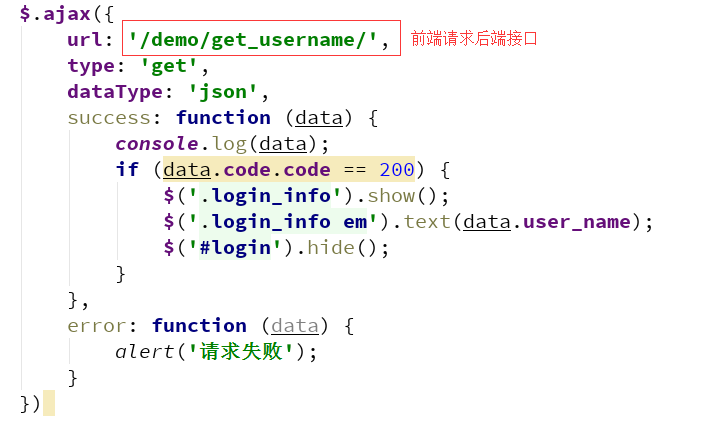 $.ajax({
url: '/demo/get_username/', 前端请求后端接口
type: 'get',
dataType: 'json',
success: function (data) {
console.log(data);
if (data.code.code == 200) {
$('.login_info').show();
$('.login_info em').text(data.user_name);
$('#login').hide();
}
},
error: function (data) {
alert('请求失败');
}
})